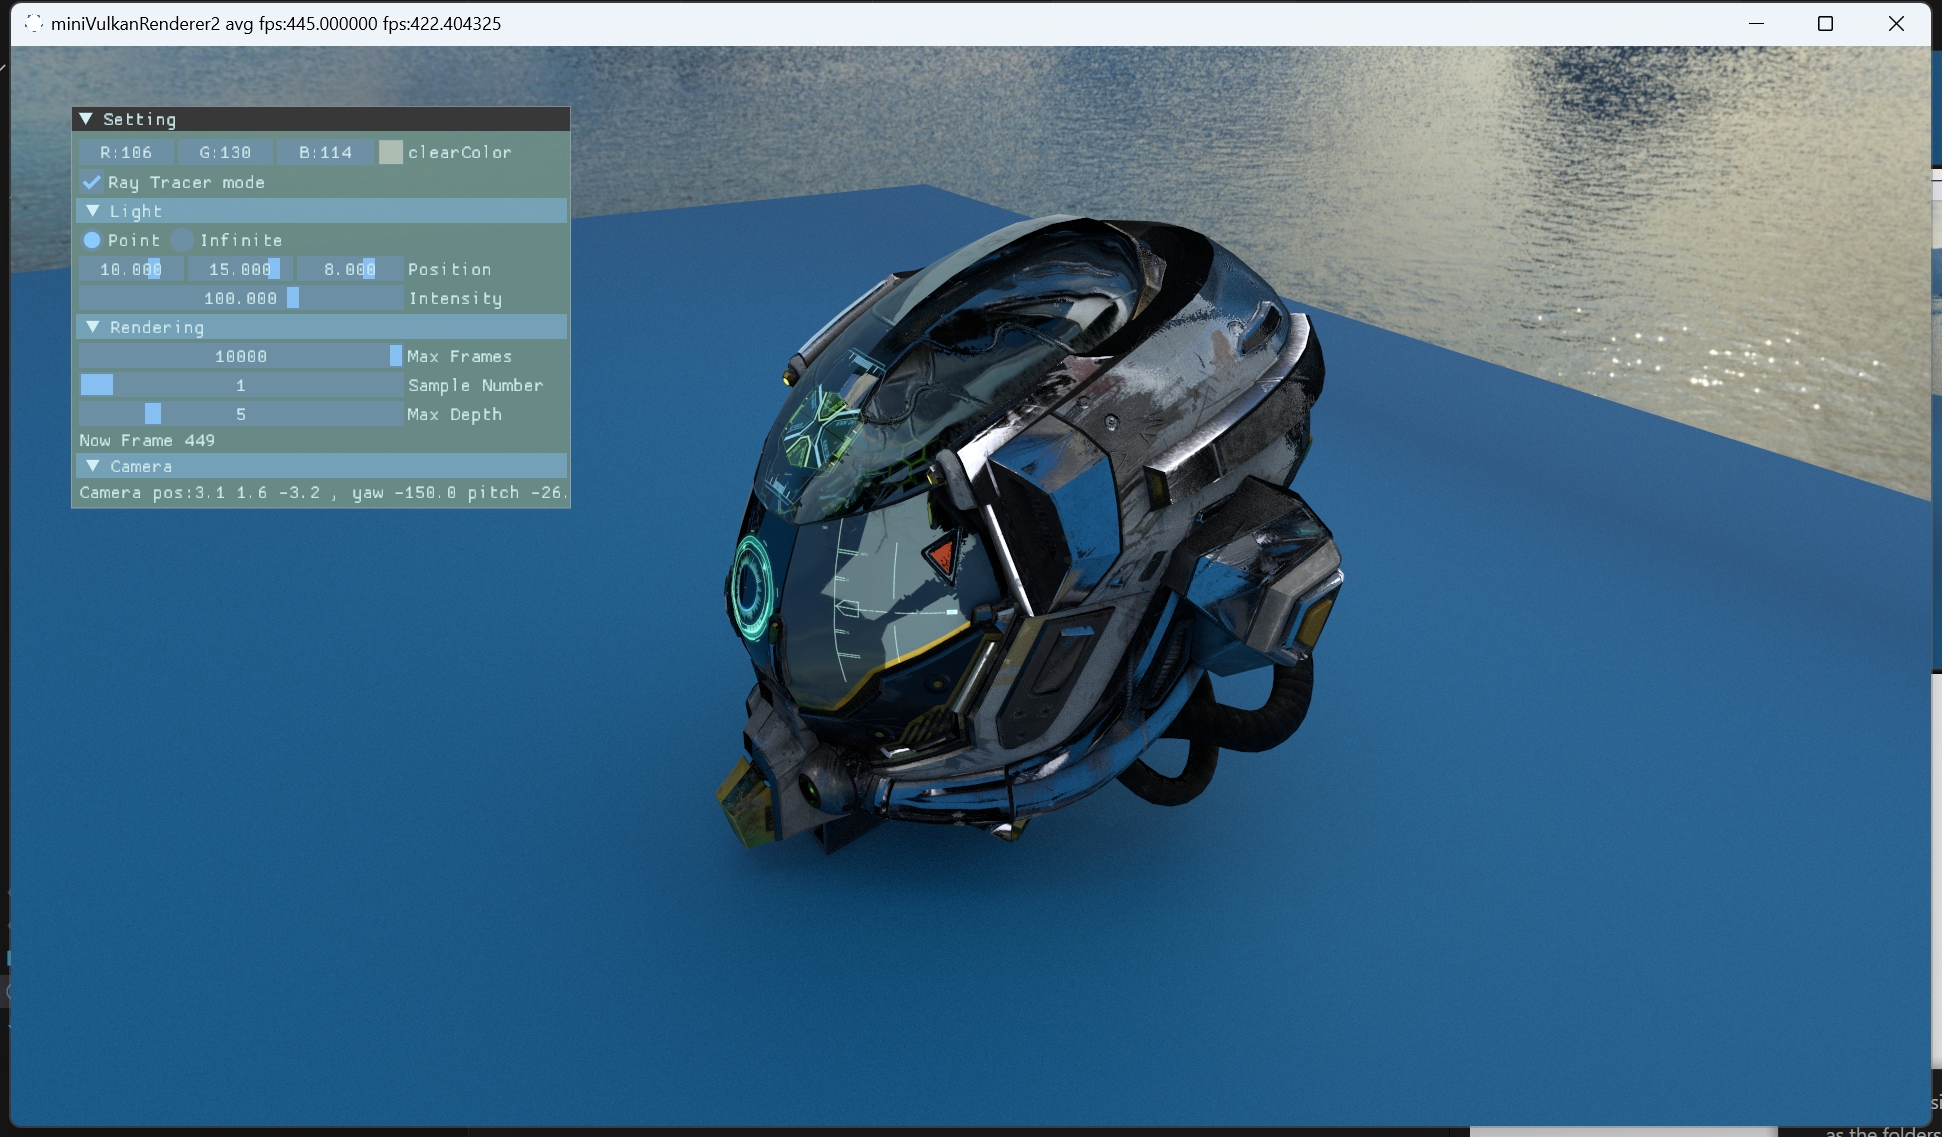 miniVulkanRenderer2 avg fps:445.000000 fps:422.404325
Setting
R:106 G:130 B:114 clearColor
Ray Tracer mode
Light
Point Infinite
10.000 15.000 8.000 Position
100.000 Intensity
Rendering
10000 Max Frames
1 Sample Number
5 Max Depth
Now Frame 449
Camera
Camera pos:3.1 1.6 -3.2 , yaw -150.0 pitch -26.
as the folders